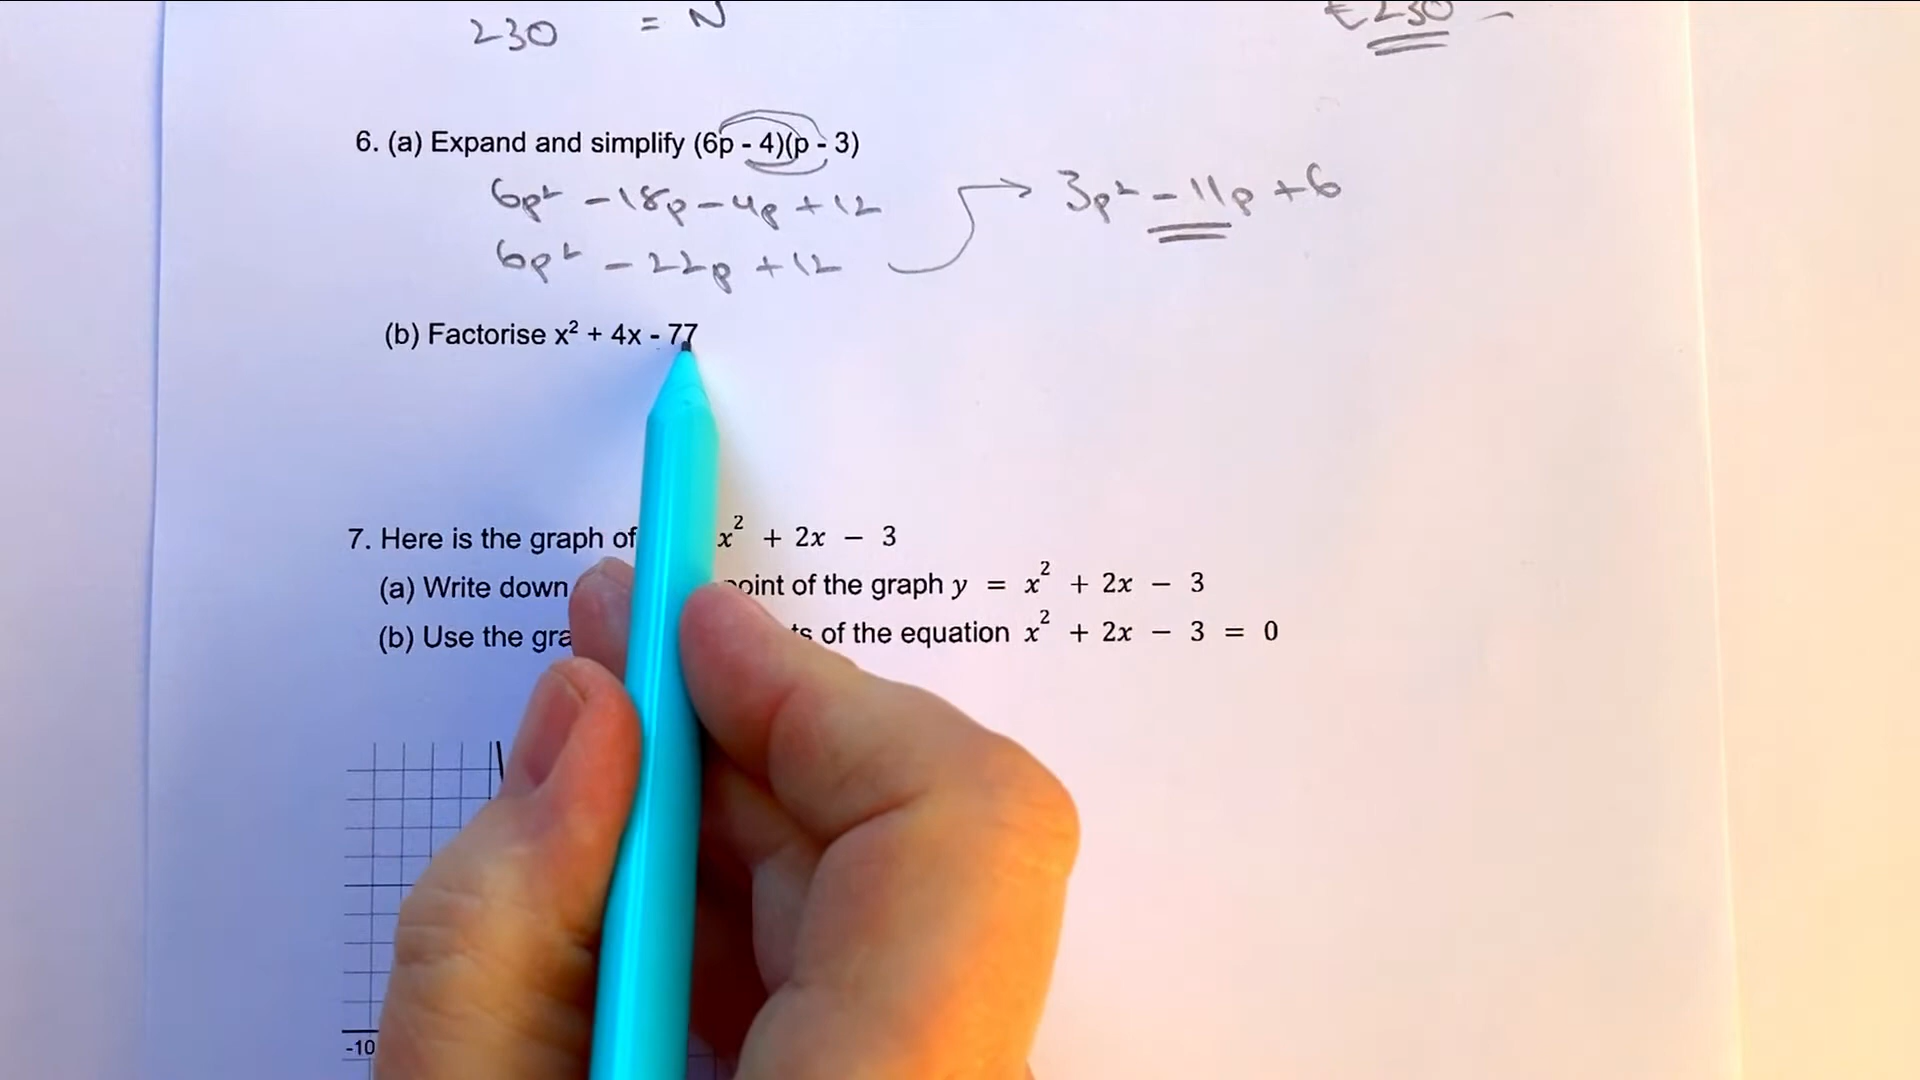 230 = N
€230
6. (a) Expand and simplify (6p - 4)(p - 3)
6p² - 18p - 4p + 12
6p² - 22p + 12
3p² - 11p + 6
(b) Factorise x² + 4x - 77
7. Here is the graph of x² + 2x − 3
(a) Write down point of the graph y = x² + 2x − 3
(b) Use the of the equation x² + 2x − 3 = 0
-10